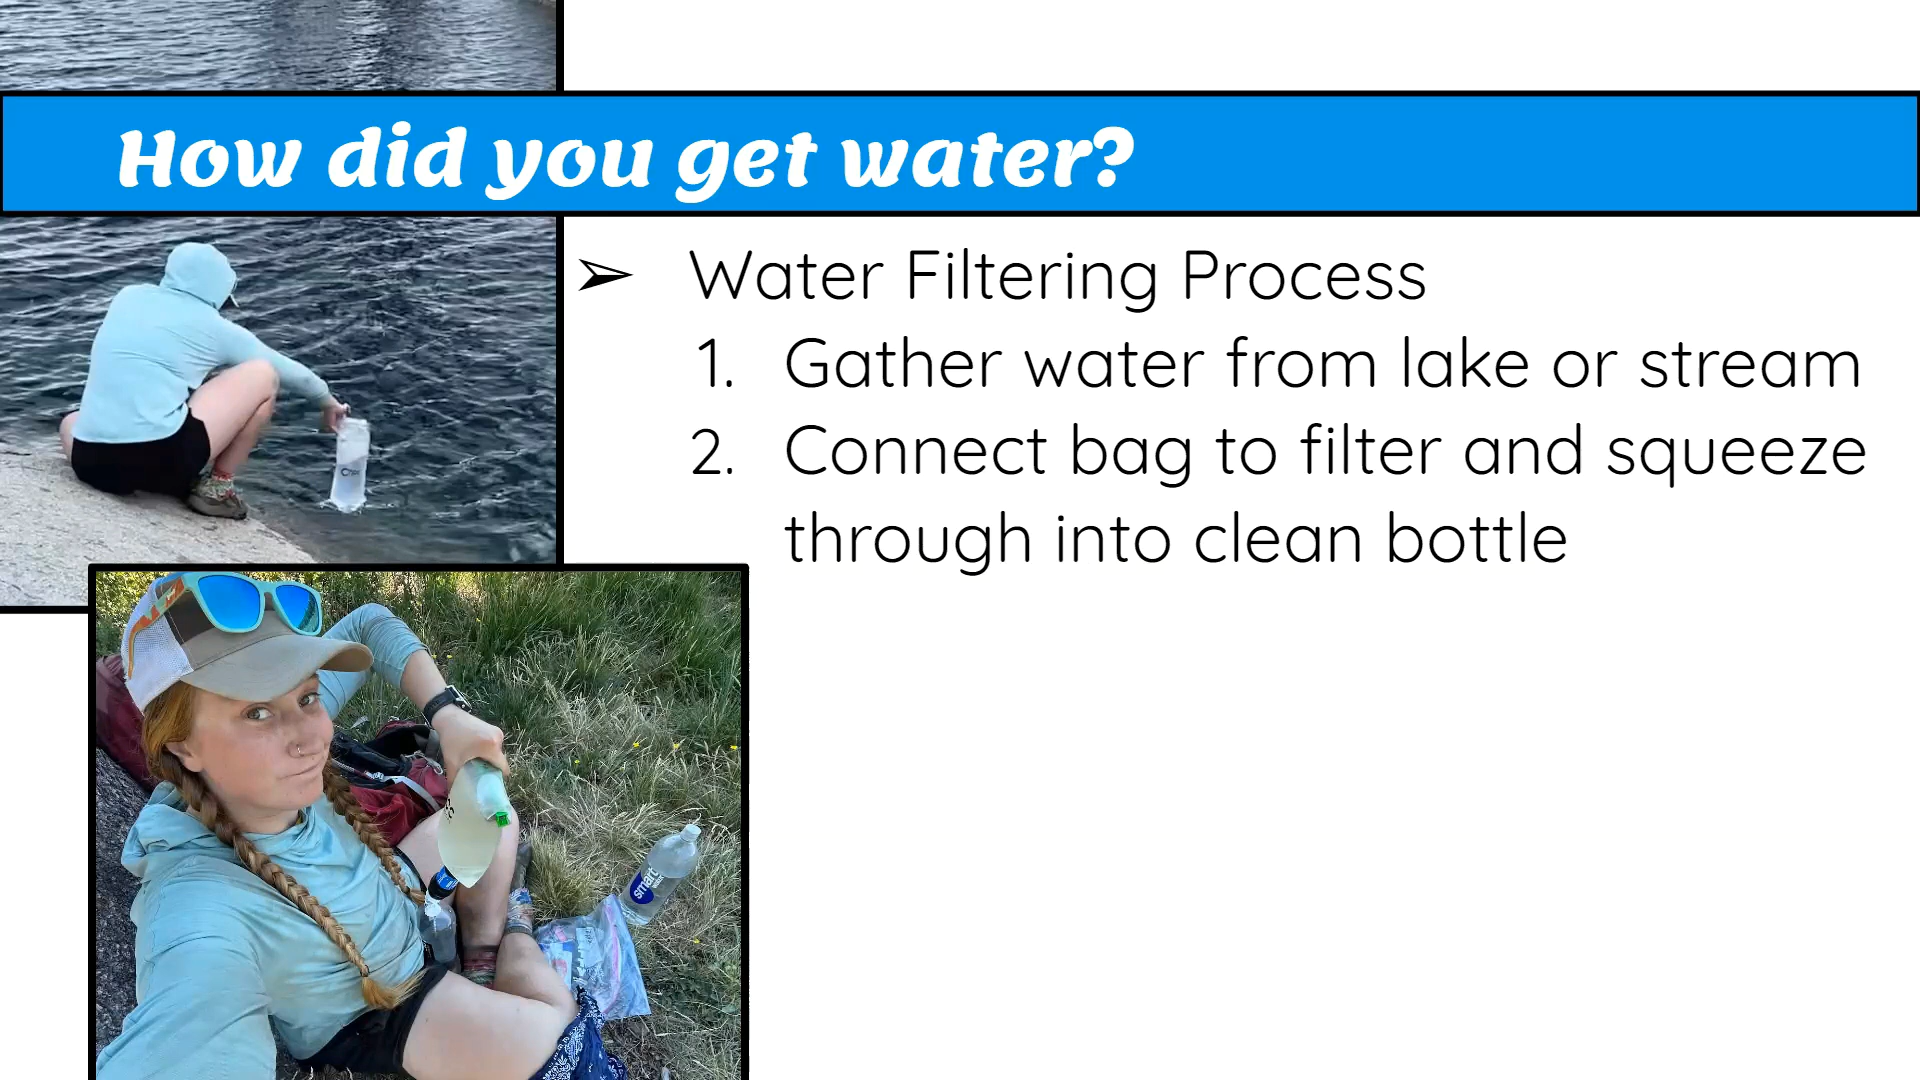 How did you get water?
➢ Water Filtering Process
1. Gather water from lake or stream
2. Connect bag to filter and squeeze
through into clean bottle
smart